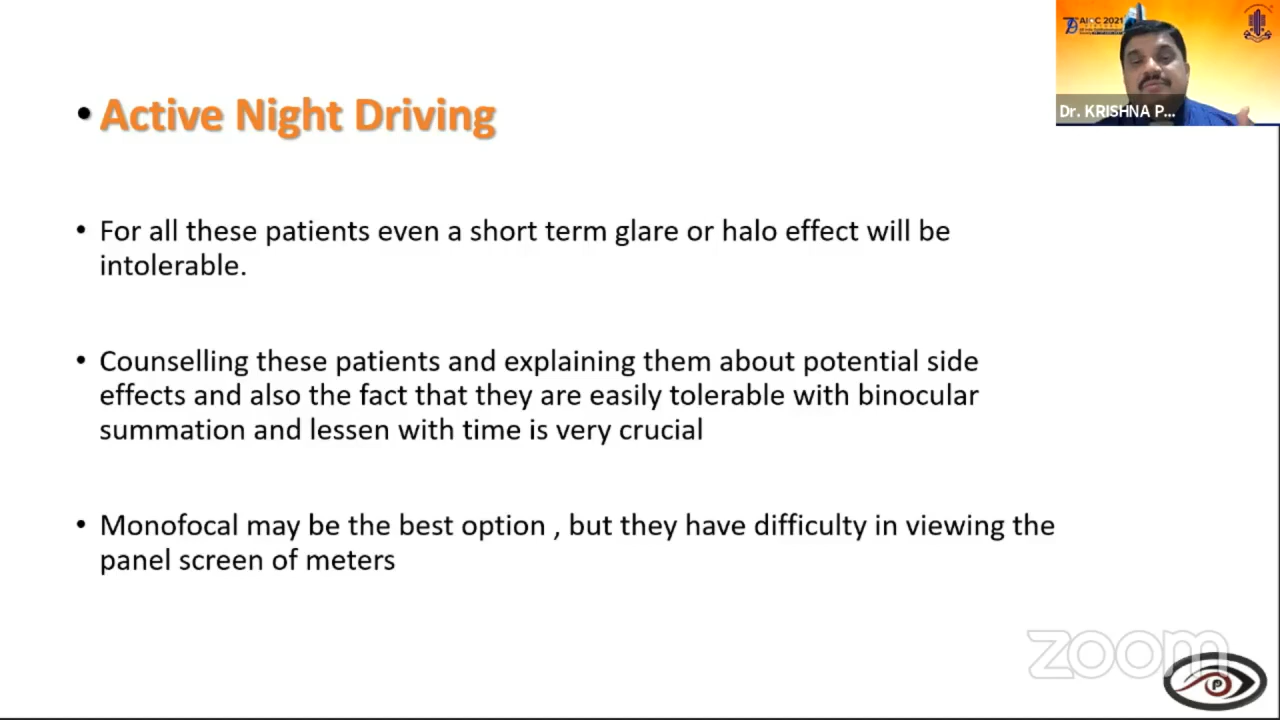 AIOC 2021
Dr. KRISHNA P...
• Active Night Driving
• For all these patients even a short term glare or halo effect will be
intolerable.
• Counselling these patients and explaining them about potential side
effects and also the fact that they are easily tolerable with binocular
summation and lessen with time is very crucial
• Monofocal may be the best option , but they have difficulty in viewing the
panel screen of meters
zoom
P